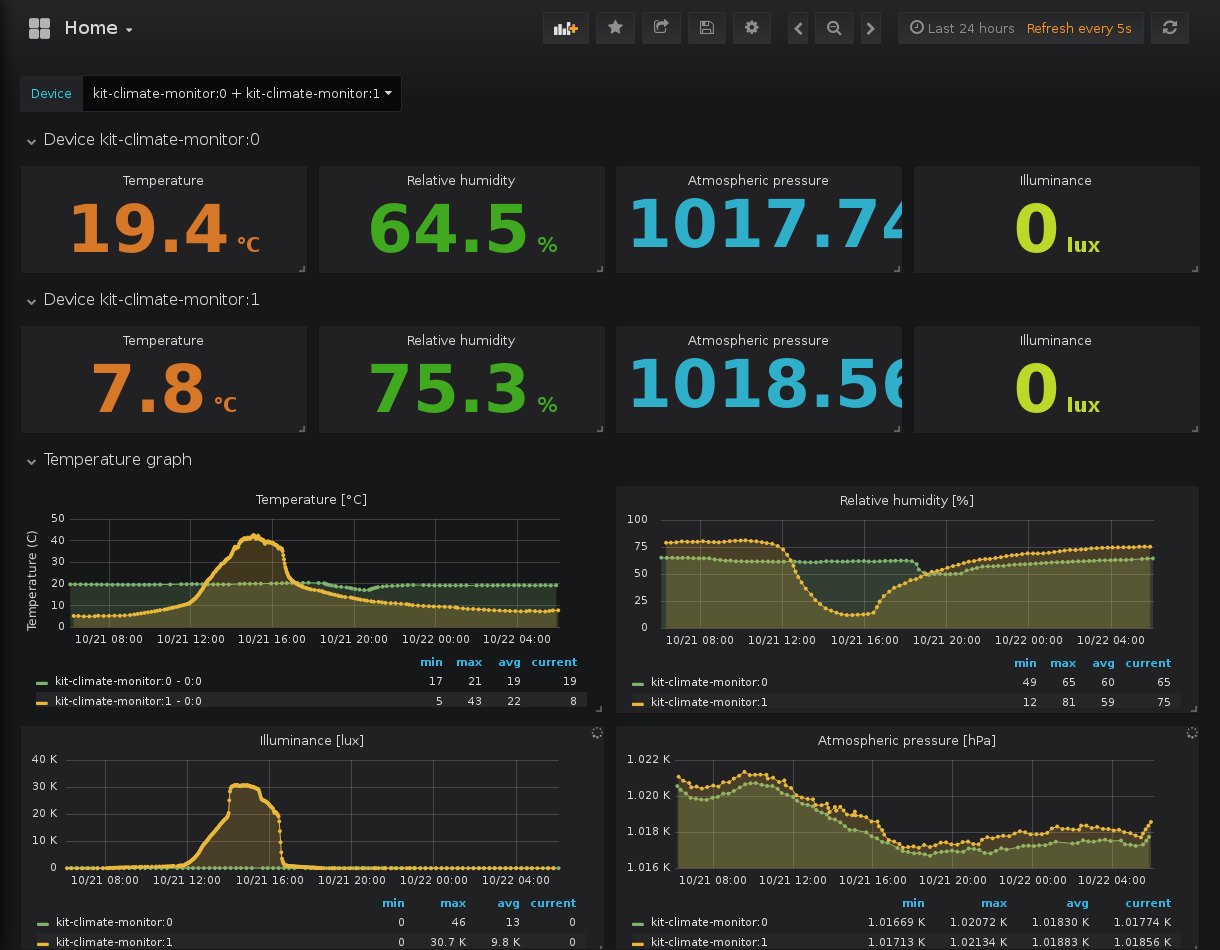 Home
Last 24 hours Refresh every 5s
Device kit-climate-monitor:0 + kit-climate-monitor:1
Device kit-climate-monitor:0
Temperature Relative humidity Atmospheric pressure Illuminance
19.4 °C 64.5 % 1017.74 0 lux
Device kit-climate-monitor:1
Temperature Relative humidity Atmospheric pressure Illuminance
7.8 °C 75.3 % 1018.56 0 lux
Temperature graph
Temperature [°C]
Temperature (C)
50
40
30
20
10
0
10/21 08:00 10/21 12:00 10/21 16:00 10/21 20:00 10/22 00:00 10/22 04:00
min max avg current
kit-climate-monitor:0 - 0:0 17 21 19 19
kit-climate-monitor:1 - 0:0 5 43 22 8
Relative humidity [%]
100
75
50
25
0
10/21 08:00 10/21 12:00 10/21 16:00 10/21 20:00 10/22 00:00 10/22 04:00
min max avg current
kit-climate-monitor:0 49 65 60 65
kit-climate-monitor:1 12 81 59 75
Illuminance [lux]
40 K
30 K
20 K
10 K
0
10/21 08:00 10/21 12:00 10/21 16:00 10/21 20:00 10/22 00:00 10/22 04:00
min max avg current
kit-climate-monitor:0 0 46 13 0
kit-climate-monitor:1 0 30.7 K 9.8 K 0
Atmospheric pressure [hPa]
1.022 K
1.020 K
1.018 K
1.016 K
10/21 08:00 10/21 12:00 10/21 16:00 10/21 20:00 10/22 00:00 10/22 04:00
min max avg current
kit-climate-monitor:0 1.01669 K 1.02072 K 1.01830 K 1.01774 K
kit-climate-monitor:1 1.01713 K 1.02134 K 1.01883 K 1.01856 K